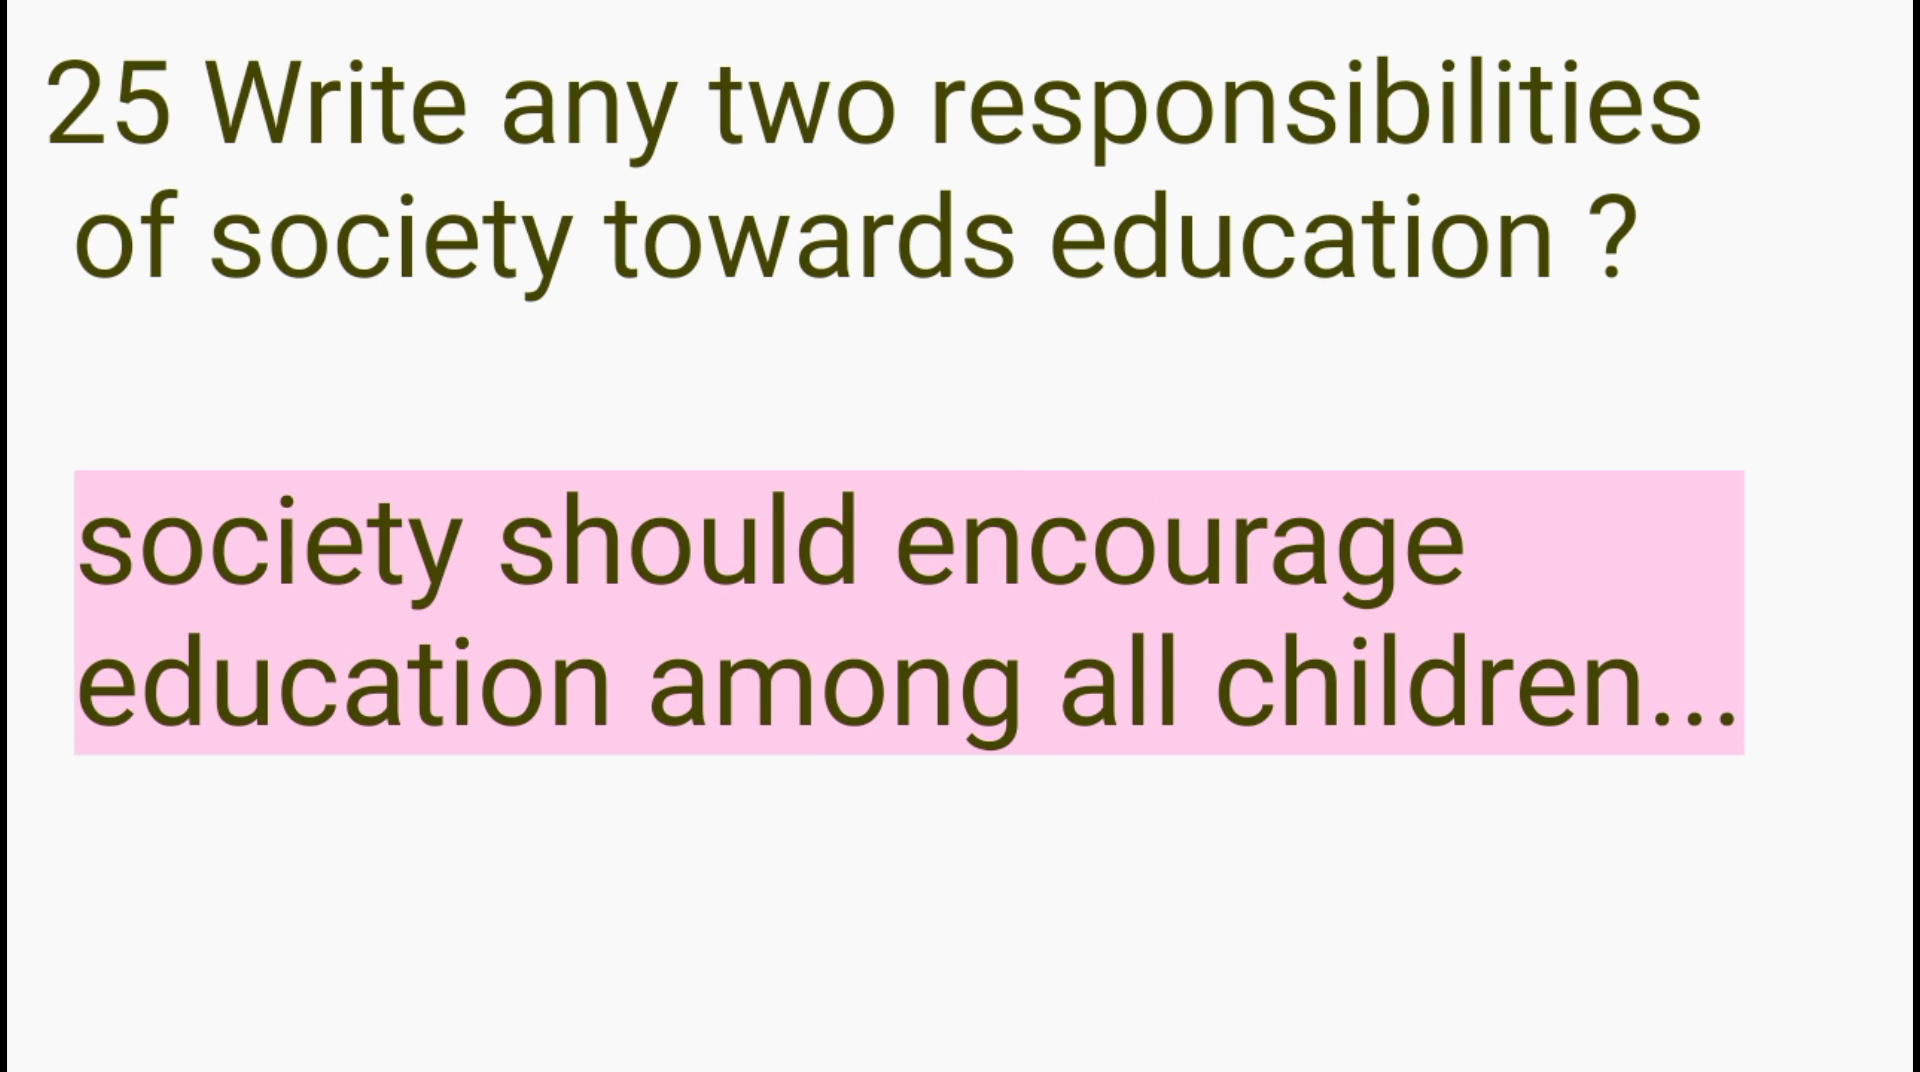 25 Write any two responsibilities
of society towards education ?
society should encourage
education among all children...